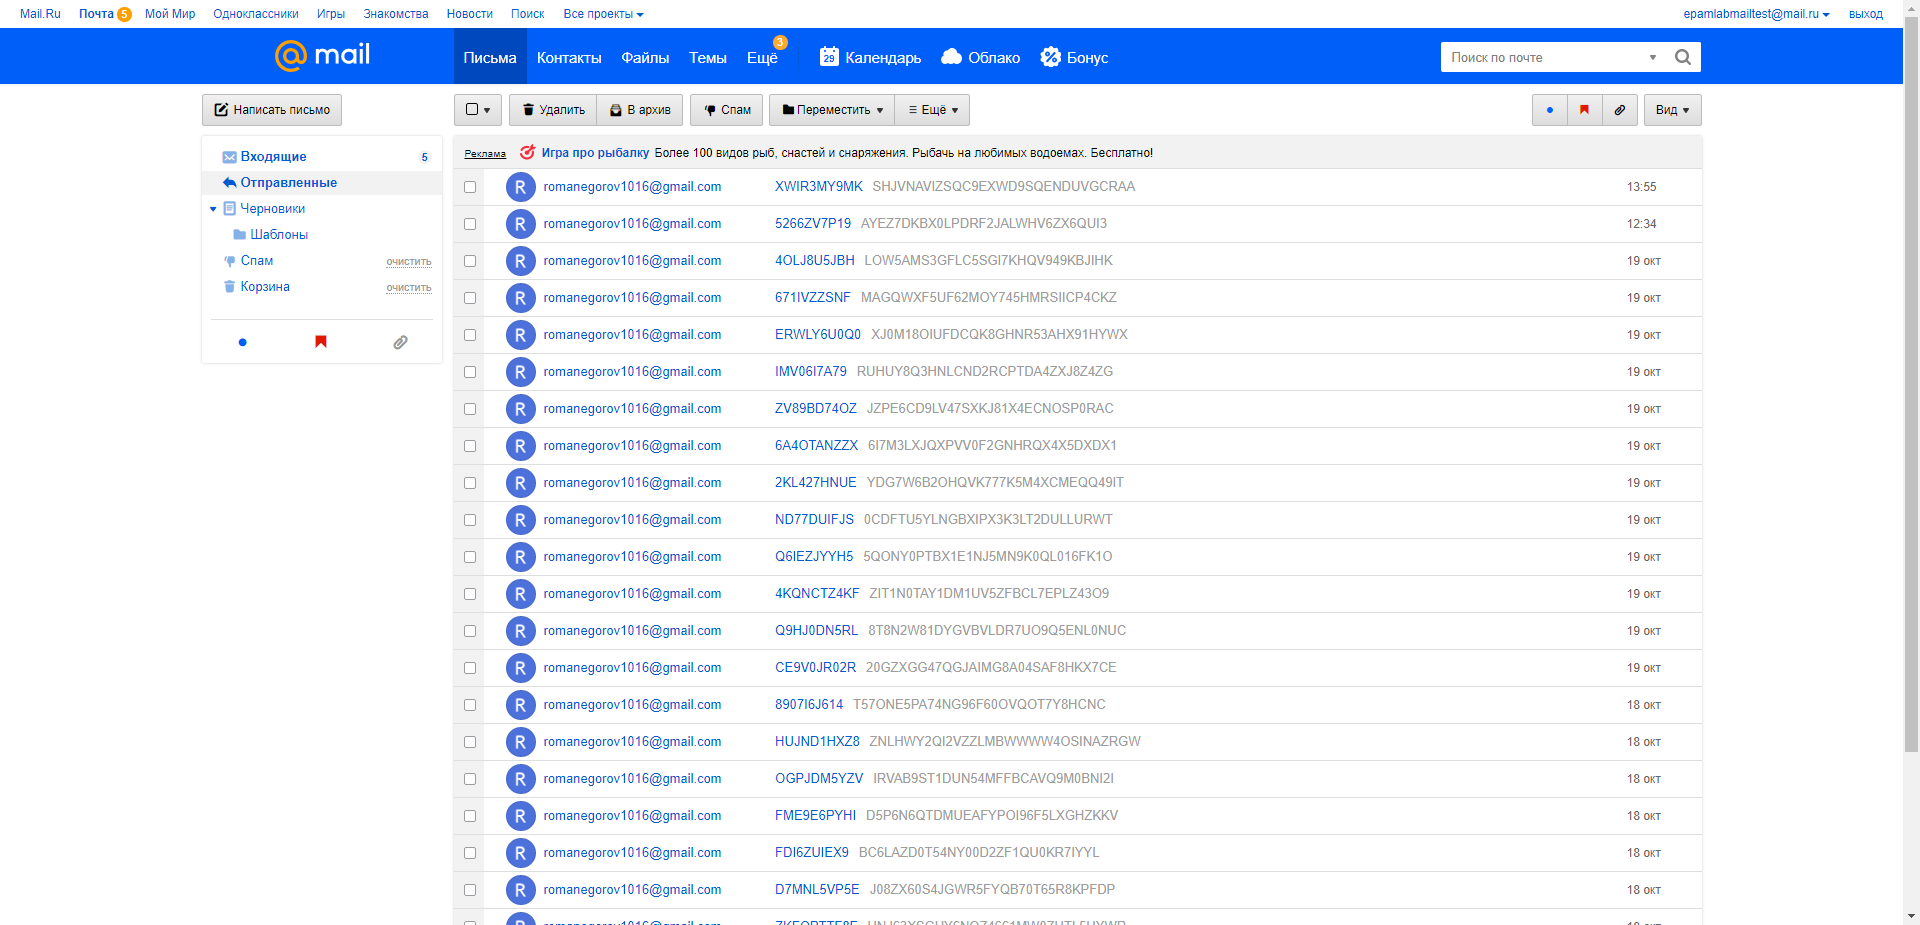 Mail.Ru Почта 5 Мой Мир Одноклассники Игры Знакомства Новости Поиск Все проекты epamlabmailtest@mail.ru выход
@mail Письма Контакты Файлы Темы Ещё 3 29 Календарь Облако Бонус Поиск по почте
Написать письмо Удалить В архив Спам Переместить Ещё Вид
Входящие 5
Отправленные
Черновики
Шаблоны
Спам очистить
Корзина очистить
Реклама Игра про рыбалку Более 100 видов рыб, снастей и снаряжения. Рыбачь на любимых водоемах. Бесплатно!
R romanegorov1016@gmail.com XWIR3MY9MK SHJVNAVIZSQC9EXWD9SQENDUVGCRAA 13:55
R romanegorov1016@gmail.com 5266ZV7P19 AYEZ7DKBX0LPDRF2JALWHV6ZX6QUI3 12:34
R romanegorov1016@gmail.com 4OLJ8U5JBH LOW5AMS3GFLC5SGI7KHQV949KBJIHK 19 окт
R romanegorov1016@gmail.com 671IVZZSNF MAGQWXF5UF62MOY745HMRSIICP4CKZ 19 окт
R romanegorov1016@gmail.com ERWLY6U0Q0 XJ0M18OIUFDCQK8GHNR53AHX91HYWX 19 окт
R romanegorov1016@gmail.com IMV06I7A79 RUHUY8Q3HNLCND2RCPTDA4ZXJ8Z4ZG 19 окт
R romanegorov1016@gmail.com ZV89BD74OZ JZPE6CD9LV47SXKJ81X4ECNOSP0RAC 19 окт
R romanegorov1016@gmail.com 6A4OTANZZX 6I7M3LXJQXPVV0F2GNHRQX4X5DXDX1 19 окт
R romanegorov1016@gmail.com 2KL427HNUE YDG7W6B2OHQVK777K5M4XCMEQQ49IT 19 окт
R romanegorov1016@gmail.com ND77DUIFJS 0CDFTU5YLNGBXIPX3K3LT2DULLURWT 19 окт
R romanegorov1016@gmail.com Q6IEZJYYH5 5QONY0PTBX1E1NJ5MN9K0QL016FK1O 19 окт
R romanegorov1016@gmail.com 4KQNCTZ4KF ZIT1N0TAY1DM1UV5ZFBCL7EPLZ43O9 19 окт
R romanegorov1016@gmail.com Q9HJ0DN5RL 8T8N2W81DYGVBVLDR7UO9Q5ENL0NUC 19 окт
R romanegorov1016@gmail.com CE9V0JR02R 20GZXGG47QGJAIMG8A04SAF8HKX7CE 19 окт
R romanegorov1016@gmail.com 8907I6J614 T57ONE5PA74NG96F60OVQOT7Y8HCNC 18 окт
R romanegorov1016@gmail.com HUJND1HXZ8 ZNLHWY2QI2VZZLMBWWWW4OSINAZRGW 18 окт
R romanegorov1016@gmail.com OGPJDM5YZV IRVAB9ST1DUN54MFFBCAVQ9M0BNI2I 18 окт
R romanegorov1016@gmail.com FME9E6PYHI D5P6N6QTDMUEAFYPOI96F5LXGHZKKV 18 окт
R romanegorov1016@gmail.com FDI6ZUIEX9 BC6LAZD0T54NY00D2ZF1QU0KR7IYYL 18 окт
R romanegorov1016@gmail.com D7MNL5VP5E J08ZX60S4JGWR5FYQB70T65R8KPFDP 18 окт
romanegorov1016@gmail.com